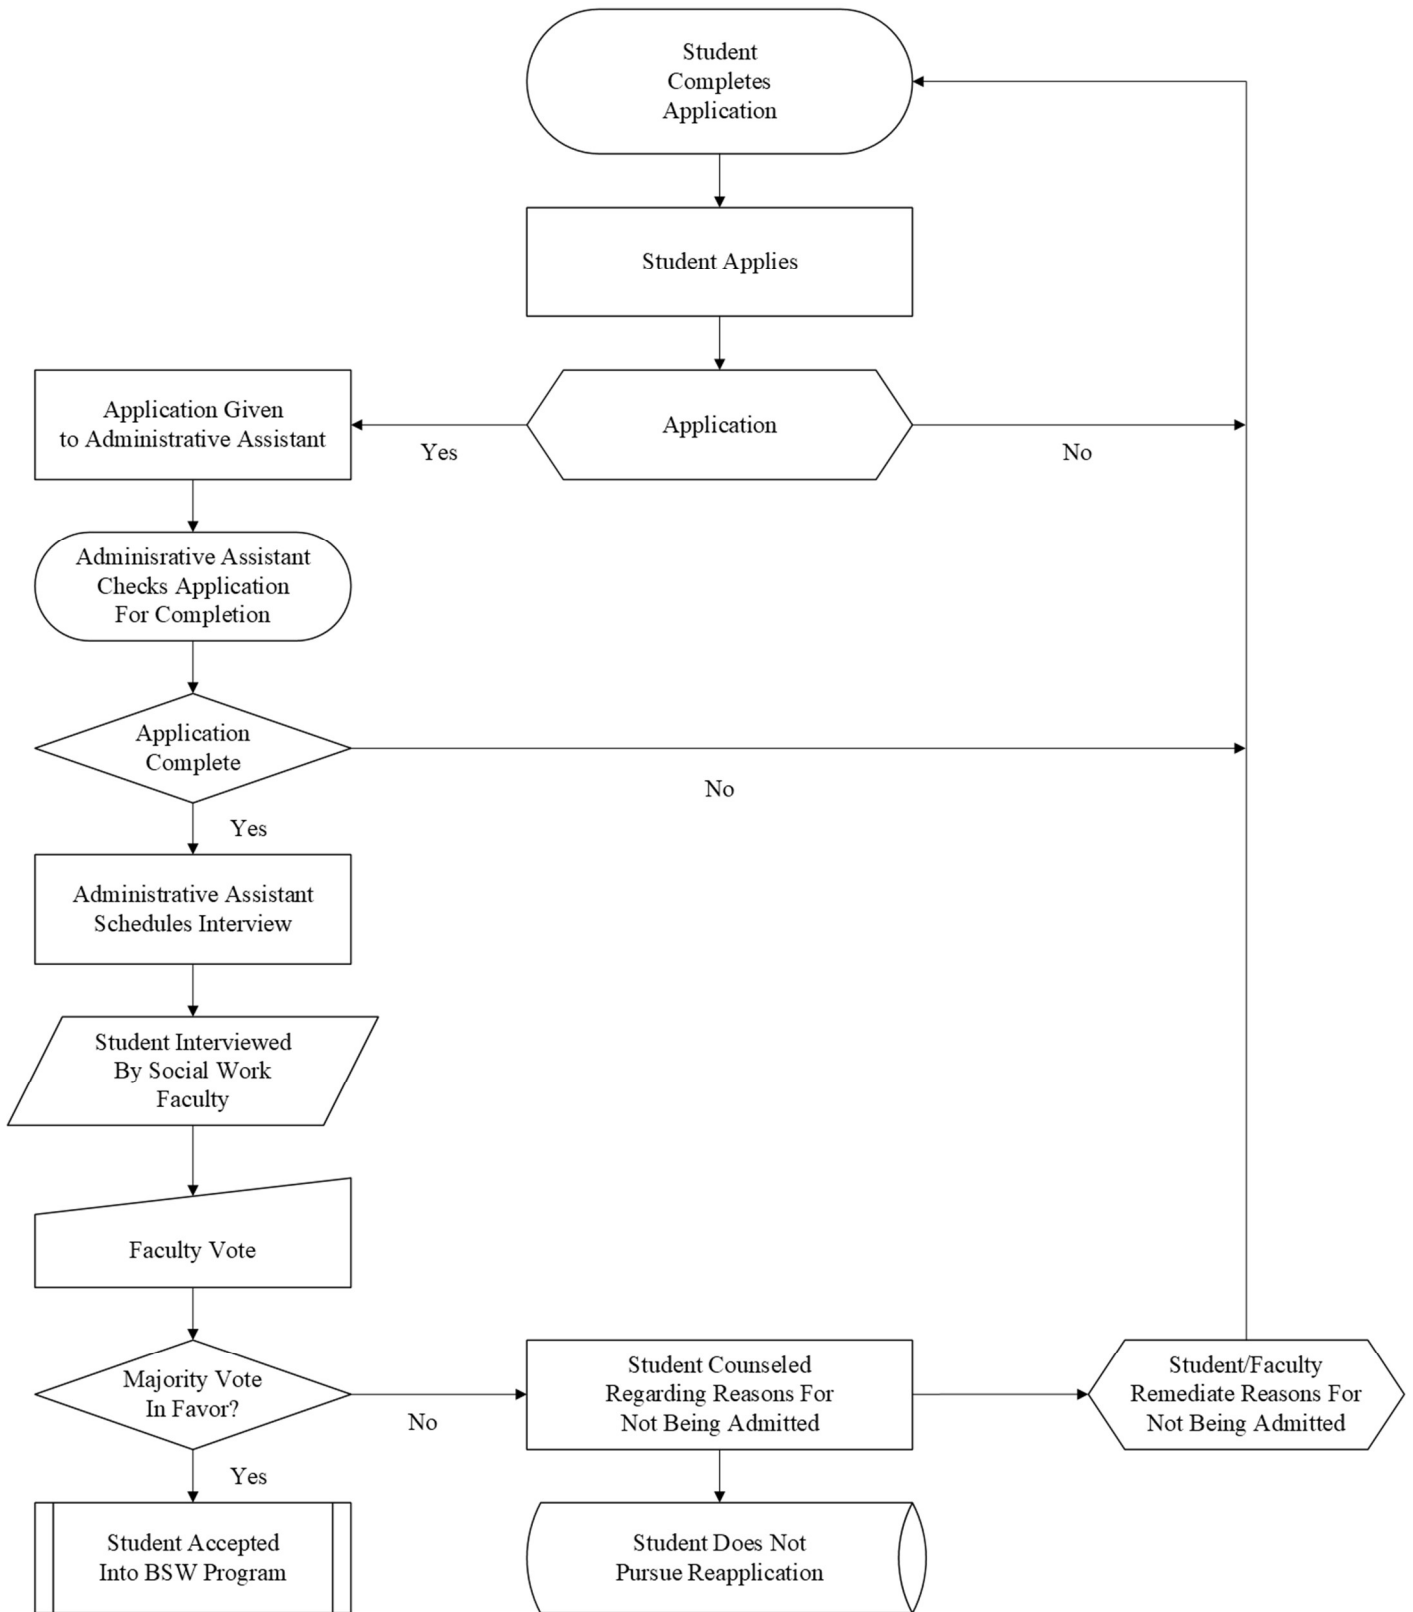 Student
Completes
Application
Student Applies
Application Given
to Administrative Assistant
Yes
Application
No
Adminisrative Assistant
Checks Application
For Completion
Application
Complete
No
Yes
Administrative Assistant
Schedules Interview
Student Interviewed
By Social Work
Faculty
Faculty Vote
Majority Vote
In Favor?
No
Student Counseled
Regarding Reasons For
Not Being Admitted
Student/Faculty
Remediate Reasons For
Not Being Admitted
Yes
Student Accepted
Into BSW Program
Student Does Not
Pursue Reapplication